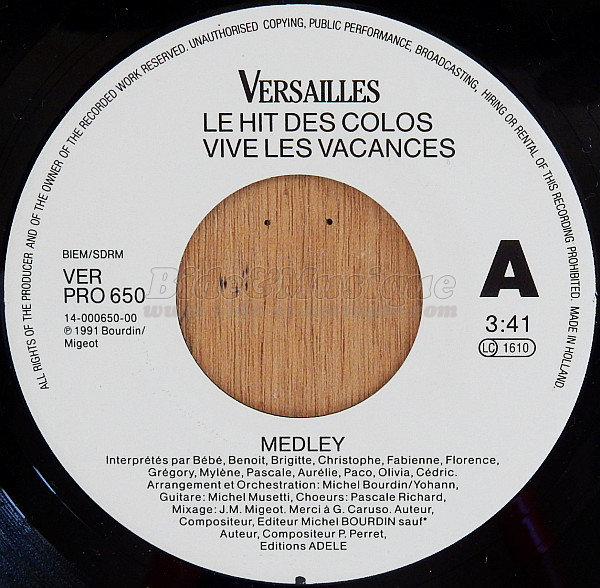 ALL RIGHTS OF THE PRODUCER AND OF THE OWNER OF THE RECORDED WORK RESERVED. UNAUTHORISED COPYING, PUBLIC PERFORMANCE, BROADCASTING, HIRING OR RENTAL OF THIS RECORDING PROHIBITED. MADE IN HOLLAND.
VERSAILLES
LE HIT DES COLOS
VIVE LES VACANCES
BIEM/SDRM
VER
PRO 650
14-000650-00
℗ 1991 Bourdin/
Migeot
Bide&Musique
A
3:41
LC 1610
MEDLEY
Interprétés par Bébé, Benoit, Brigitte, Christophe, Fabienne, Florence,
Grégory, Mylène, Pascale, Aurélie, Paco, Olivia, Cédric.
Arrangement et Orchestration: Michel Bourdin/Yohann,
Guitare: Michel Musetti, Choeurs: Pascale Richard,
Mixage: J.M. Migeot. Merci à G. Caruso. Auteur,
Compositeur, Editeur Michel BOURDIN sauf*
Auteur, Compositeur P. Perret,
Editions ADELE